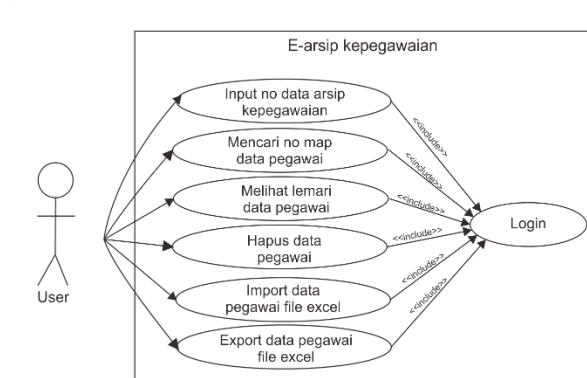 E-arsip kepegawaian
Input no data arsip
kepegawaian
<<include>>
Mencari no map
data pegawai
<<include>>
Melihat lemari
data pegawai
<<include>>
Login
Hapus data
pegawai
<<include>>
Import data
pegawai file excel
<<include>>
User
Export data pegawai
file excel
<<include>>